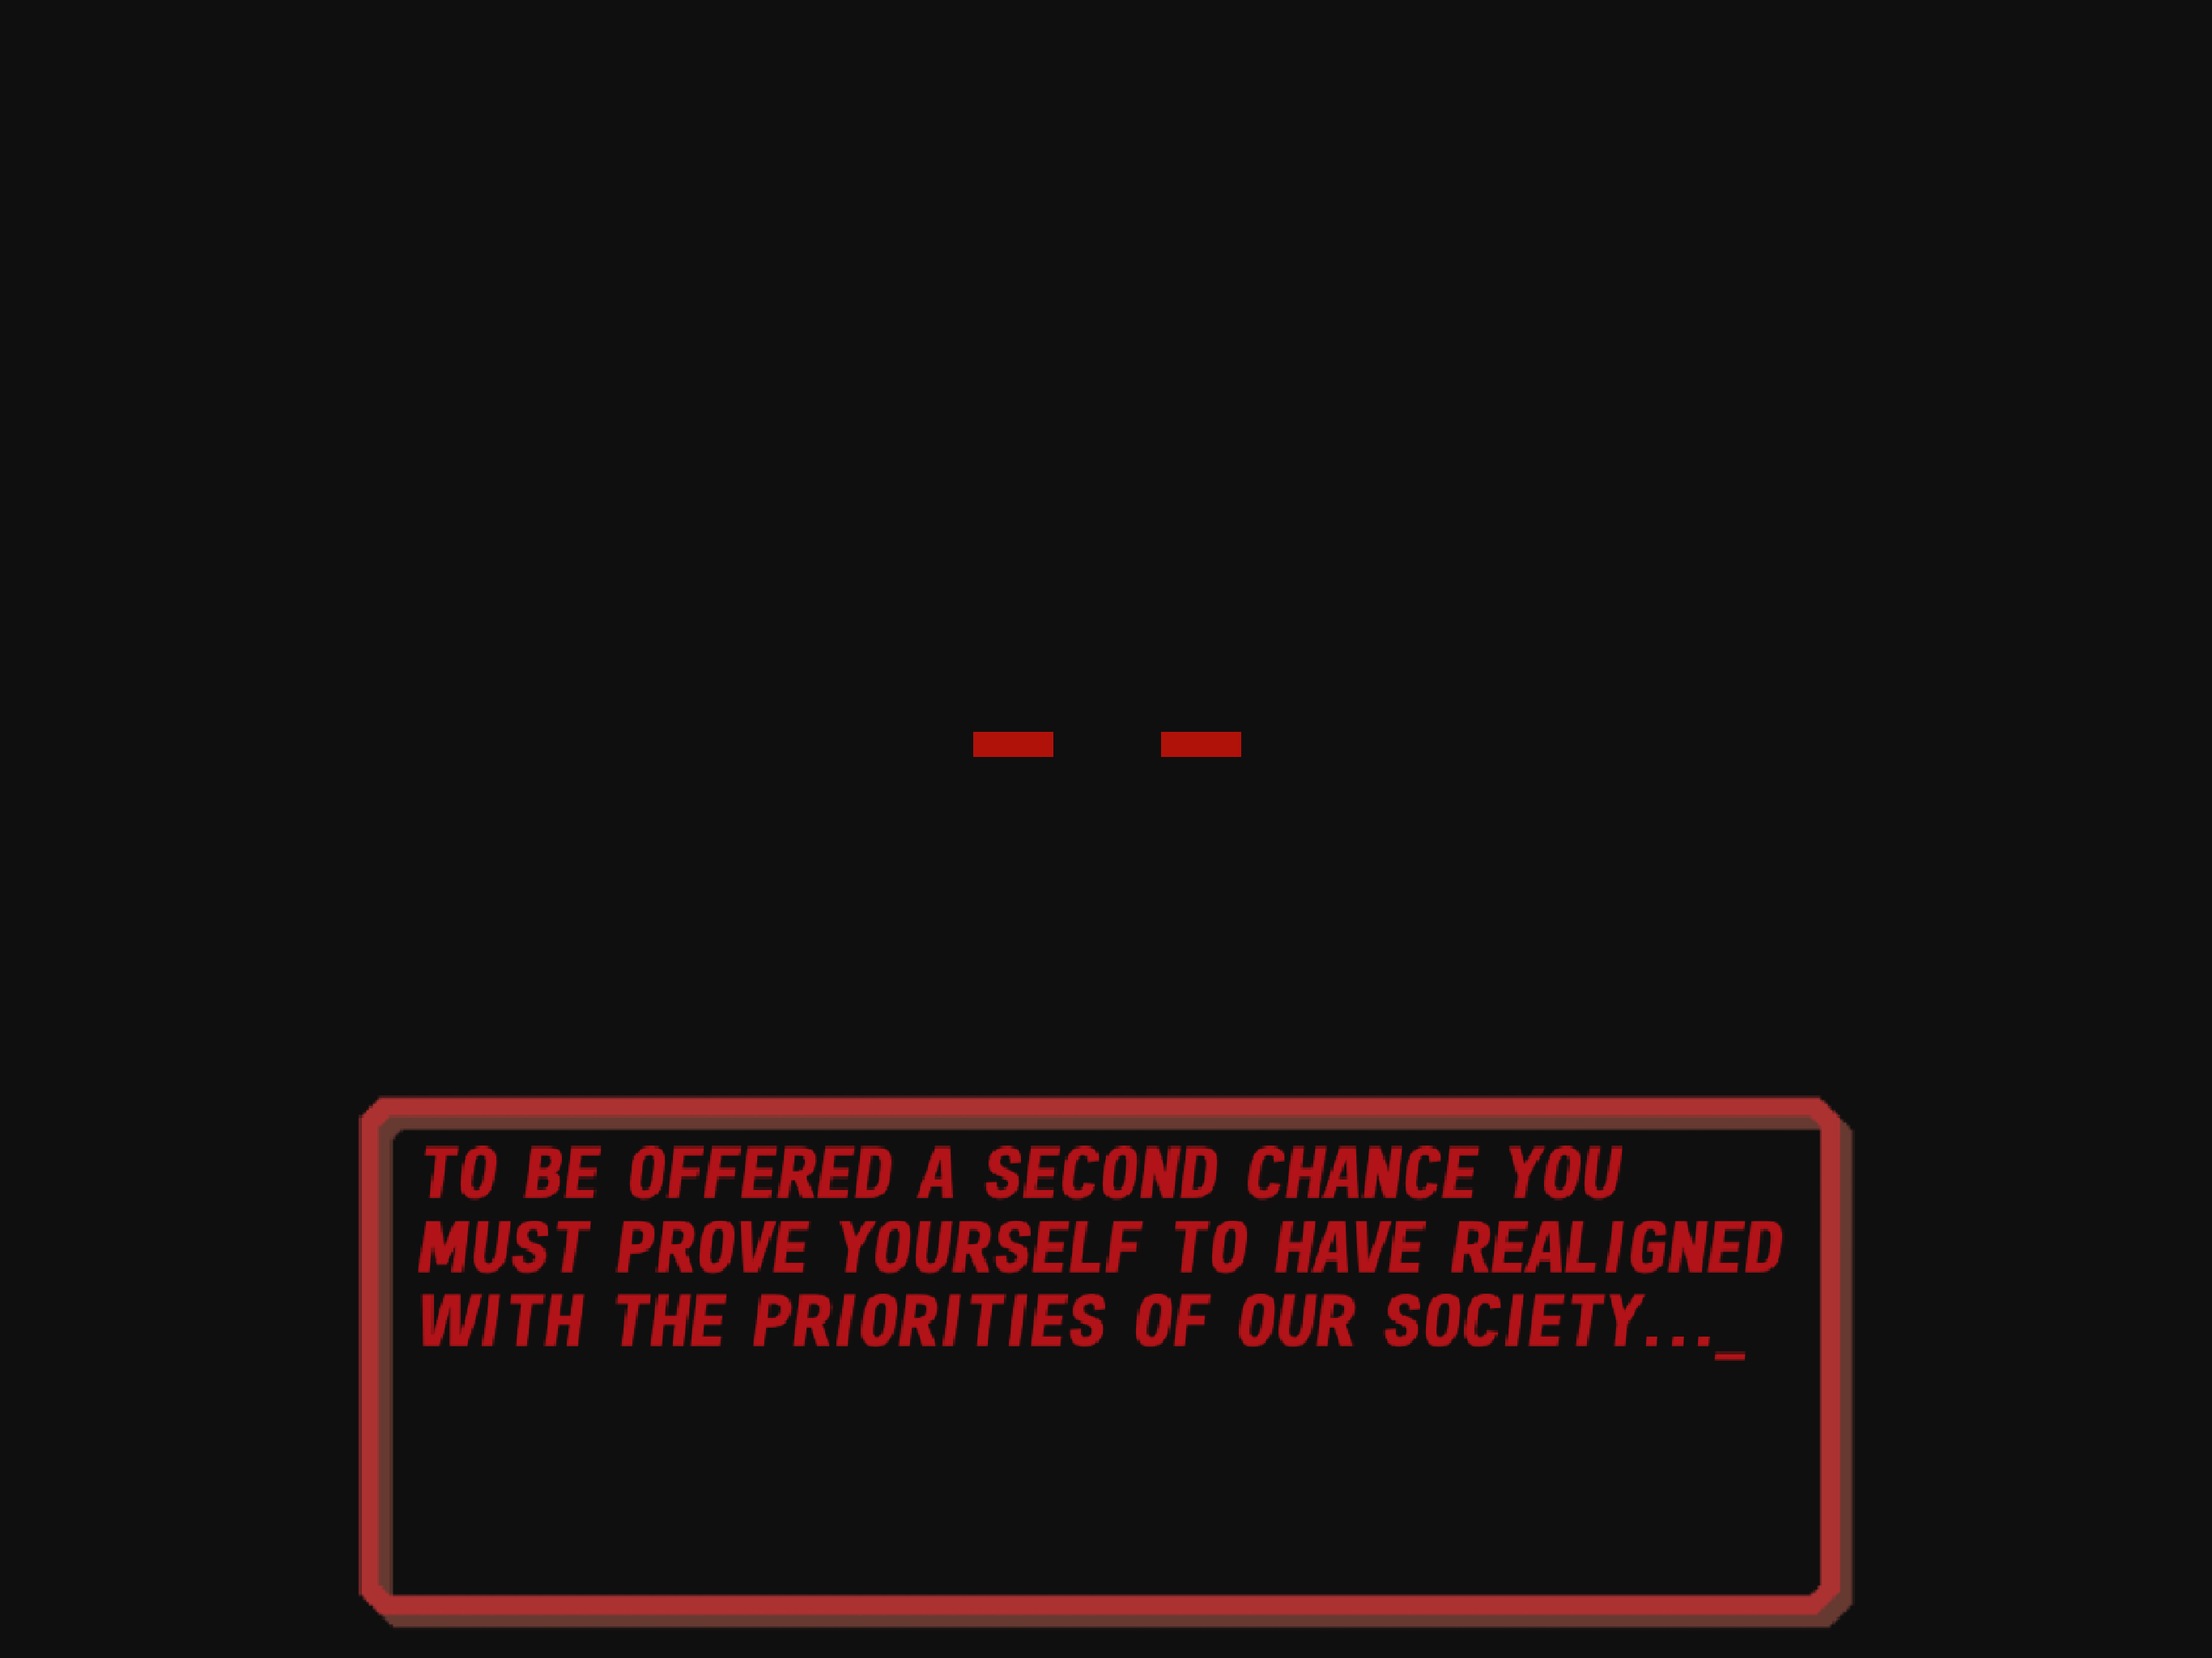 TO BE OFFERED A SECOND CHANCE YOU
MUST PROVE YOURSELF TO HAVE REALIGNED
WITH THE PRIORITIES OF OUR SOCIETY..._